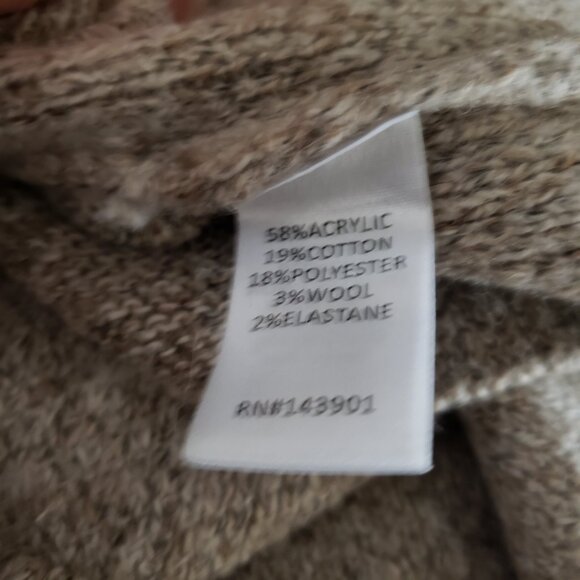 58%ACRYLIC
19%COTTON
18%POLYESTER
3%WOOL
2%ELASTANE
RN#143901